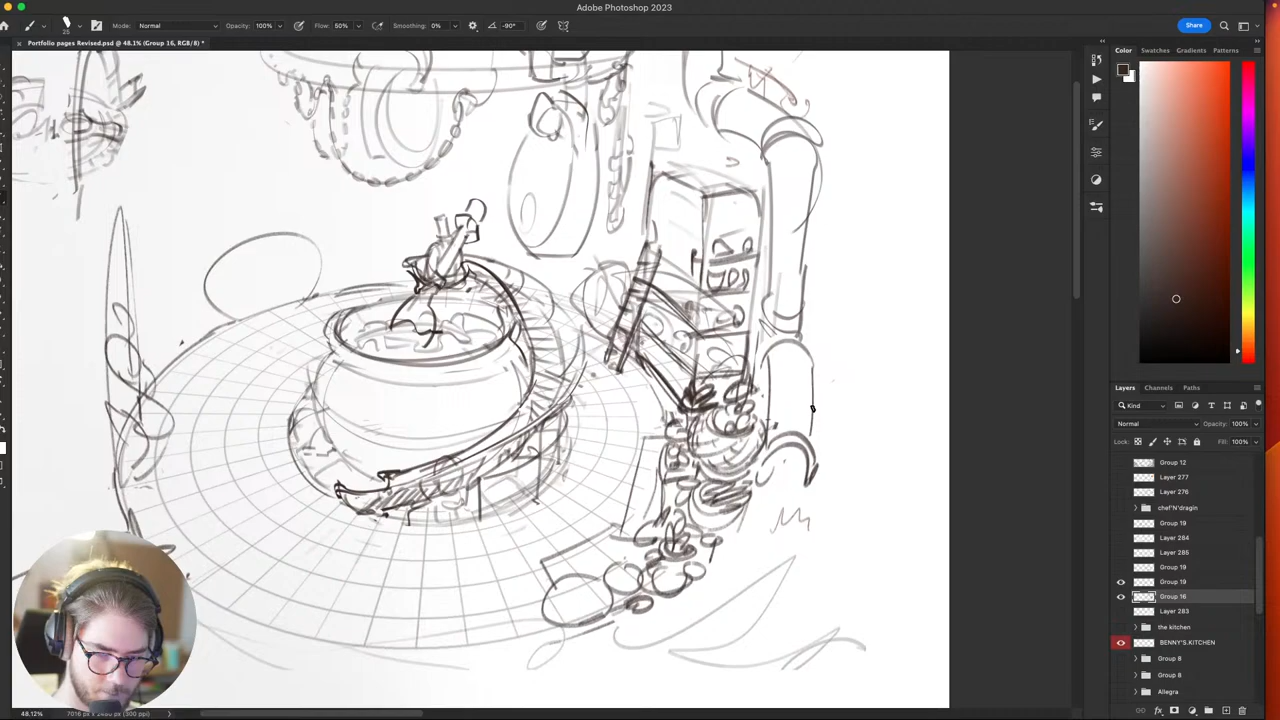 Adobe Photoshop 2023
25
Mode: Normal
Opacity: 100%
Flow: 50%
Smoothing: 0%
-90°
Share
× Portfolio pages Revised.psd @ 48.1% (Group 16, RGB/8) *
Color
Swatches
Gradients
Patterns
Layers
Channels
Paths
Kind
Normal
Opacity: 100%
Lock:
Fill: 100%
Group 12
Layer 277
Layer 276
chef'N'dragin
Group 19
Layer 284
Layer 285
Group 19
Group 19
Group 16
Layer 283
the kitchen
BENNY'S.KITCHEN
Group 8
Group 8
Allegra
48.12%
fx